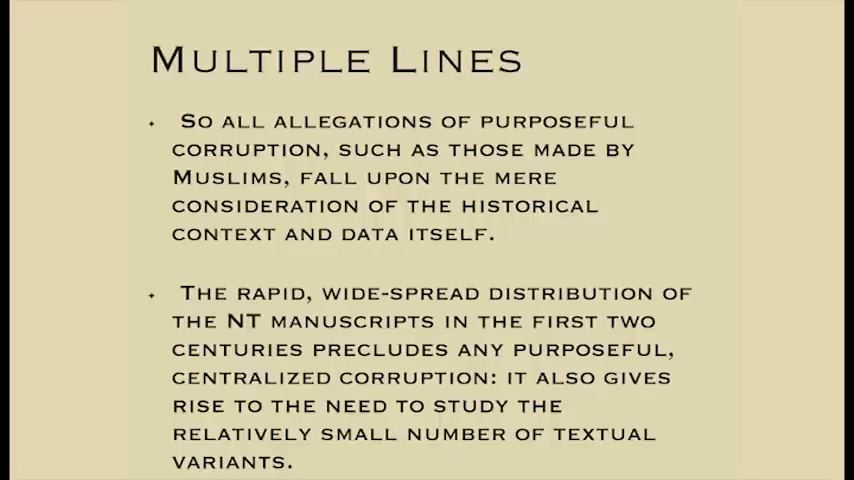 Multiple Lines
So all allegations of purposeful
corruption, such as those made by
Muslims, fall upon the mere
consideration of the historical
context and data itself.
The rapid, wide-spread distribution of
the NT manuscripts in the first two
centuries precludes any purposeful,
centralized corruption: it also gives
rise to the need to study the
relatively small number of textual
variants.